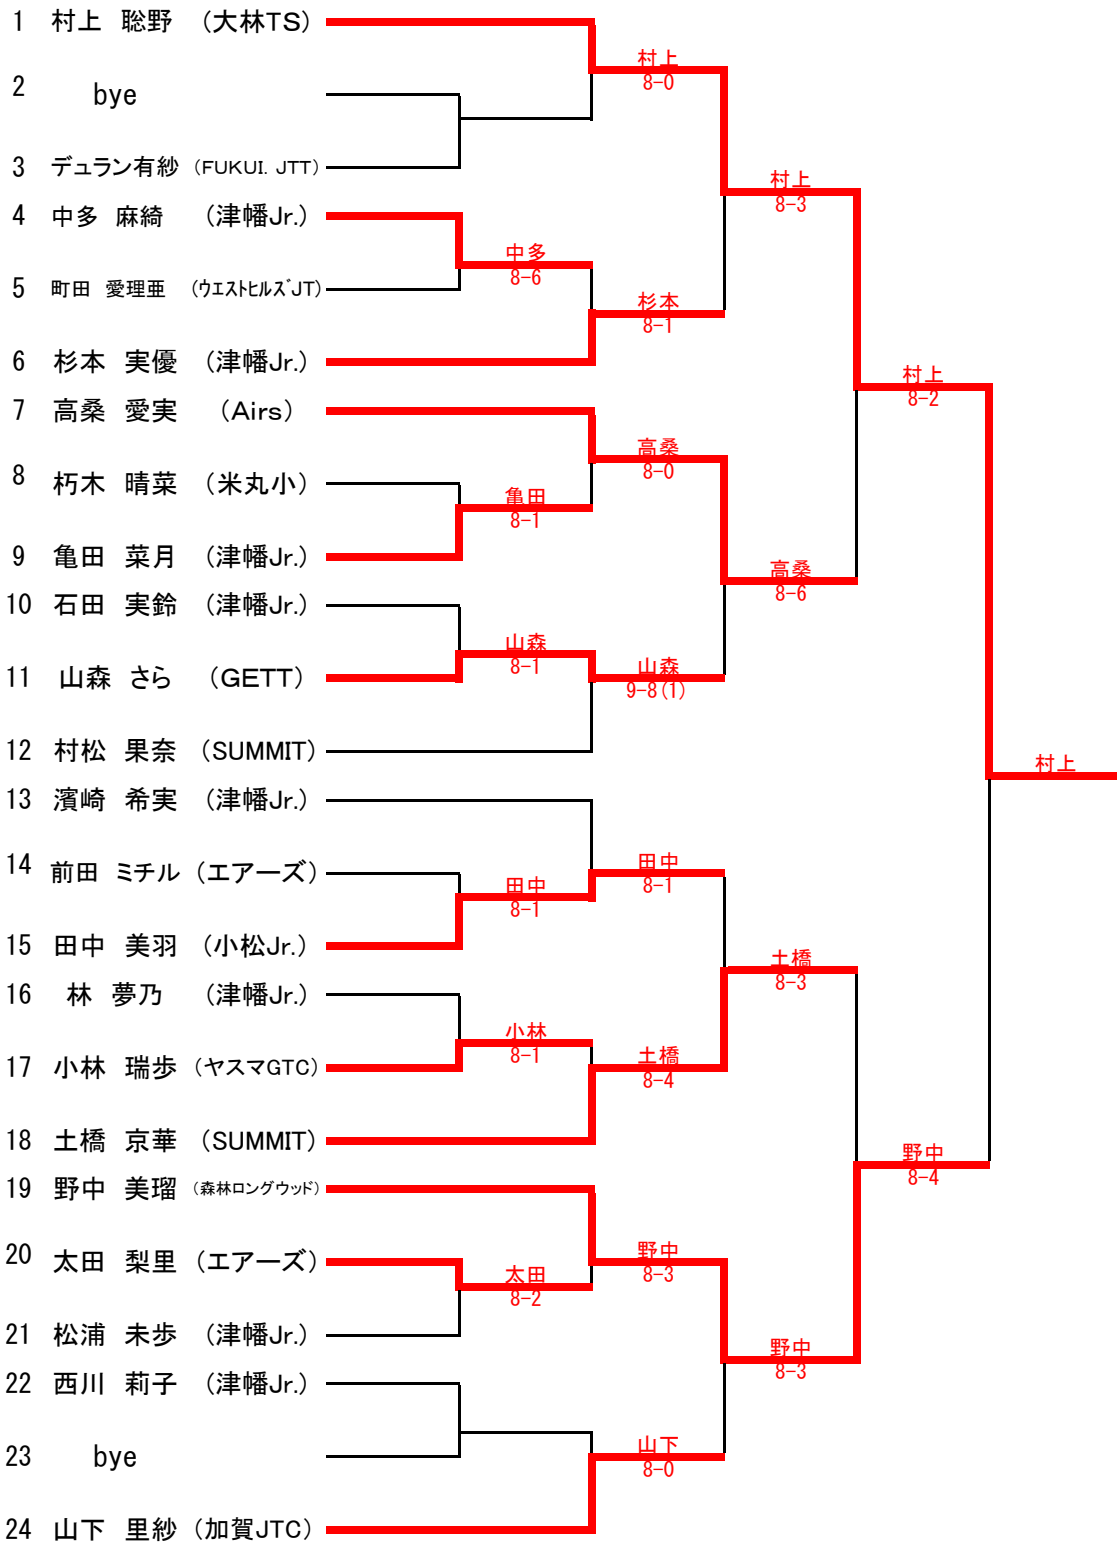 1 村上 聡野 (大林TS)
村上
8-0
2 bye
3 デュラン有紗 (FUKUI. JTT)
村上
8-3
4 中多 麻綺 (津幡Jr.)
中多
8-6
5 町田 愛理亜 (ウエストヒルズJT)
杉本
8-1
6 杉本 実優 (津幡Jr.)
村上
8-2
7 高桑 愛実 (Airs)
高桑
8-0
8 朽木 晴菜 (米丸小)
亀田
8-1
9 亀田 菜月 (津幡Jr.)
高桑
8-6
10 石田 実鈴 (津幡Jr.)
山森
8-1
11 山森 さら (GETT)
山森
9-8(1)
12 村松 果奈 (SUMMIT)
村上
13 濱崎 希実 (津幡Jr.)
14 前田 ミチル (エアーズ)
田中
8-1
田中
8-1
15 田中 美羽 (小松Jr.)
土橋
8-3
16 林 夢乃 (津幡Jr.)
小林
8-1
17 小林 瑞歩 (ヤスマGTC)
土橋
8-4
18 土橋 京華 (SUMMIT)
野中
8-4
19 野中 美瑠 (森林ロングウッド)
20 太田 梨里 (エアーズ)
野中
8-3
太田
8-2
21 松浦 未歩 (津幡Jr.)
野中
8-3
22 西川 莉子 (津幡Jr.)
23 bye
山下
8-0
24 山下 里紗 (加賀JTC)